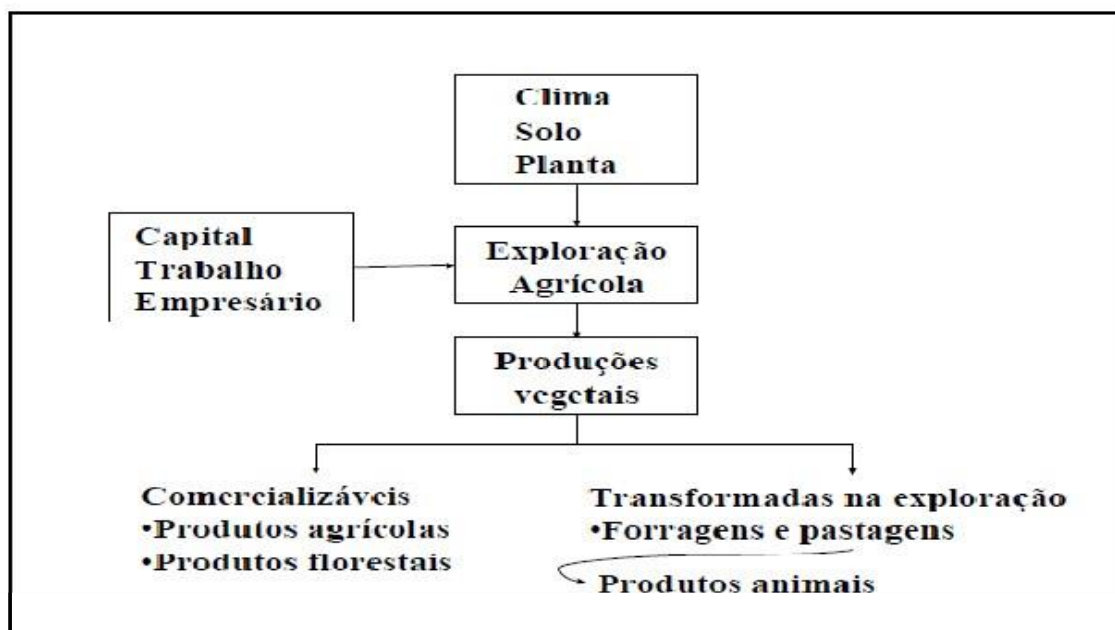 Clima
Solo
Planta
Capital
Trabalho
Empresário
Exploração
Agrícola
Produções
vegetais
Comercializáveis
•Produtos agrícolas
•Produtos florestais
Transformadas na exploração
•Forragens e pastagens
Produtos animais